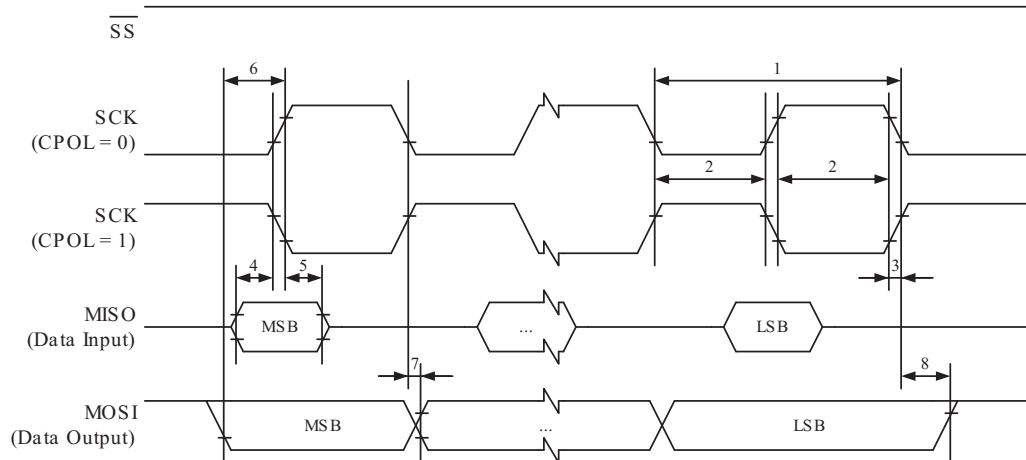 SS
6
1
SCK
(CPOL = 0)
2
2
SCK
(CPOL = 1)
4
5
3
MISO
(Data Input)
MSB
...
LSB
7
8
MOSI
(Data Output)
MSB
...
LSB